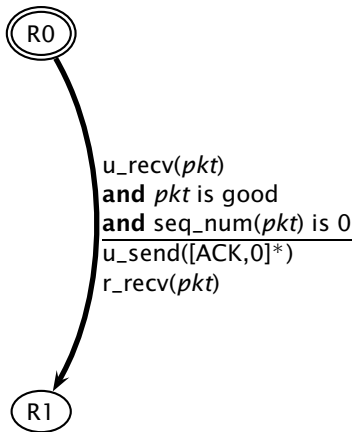 R0
u_recv(pkt)
and pkt is good
and seq_num(pkt) is 0
u_send([ACK,0]*)
r_recv(pkt)
R1